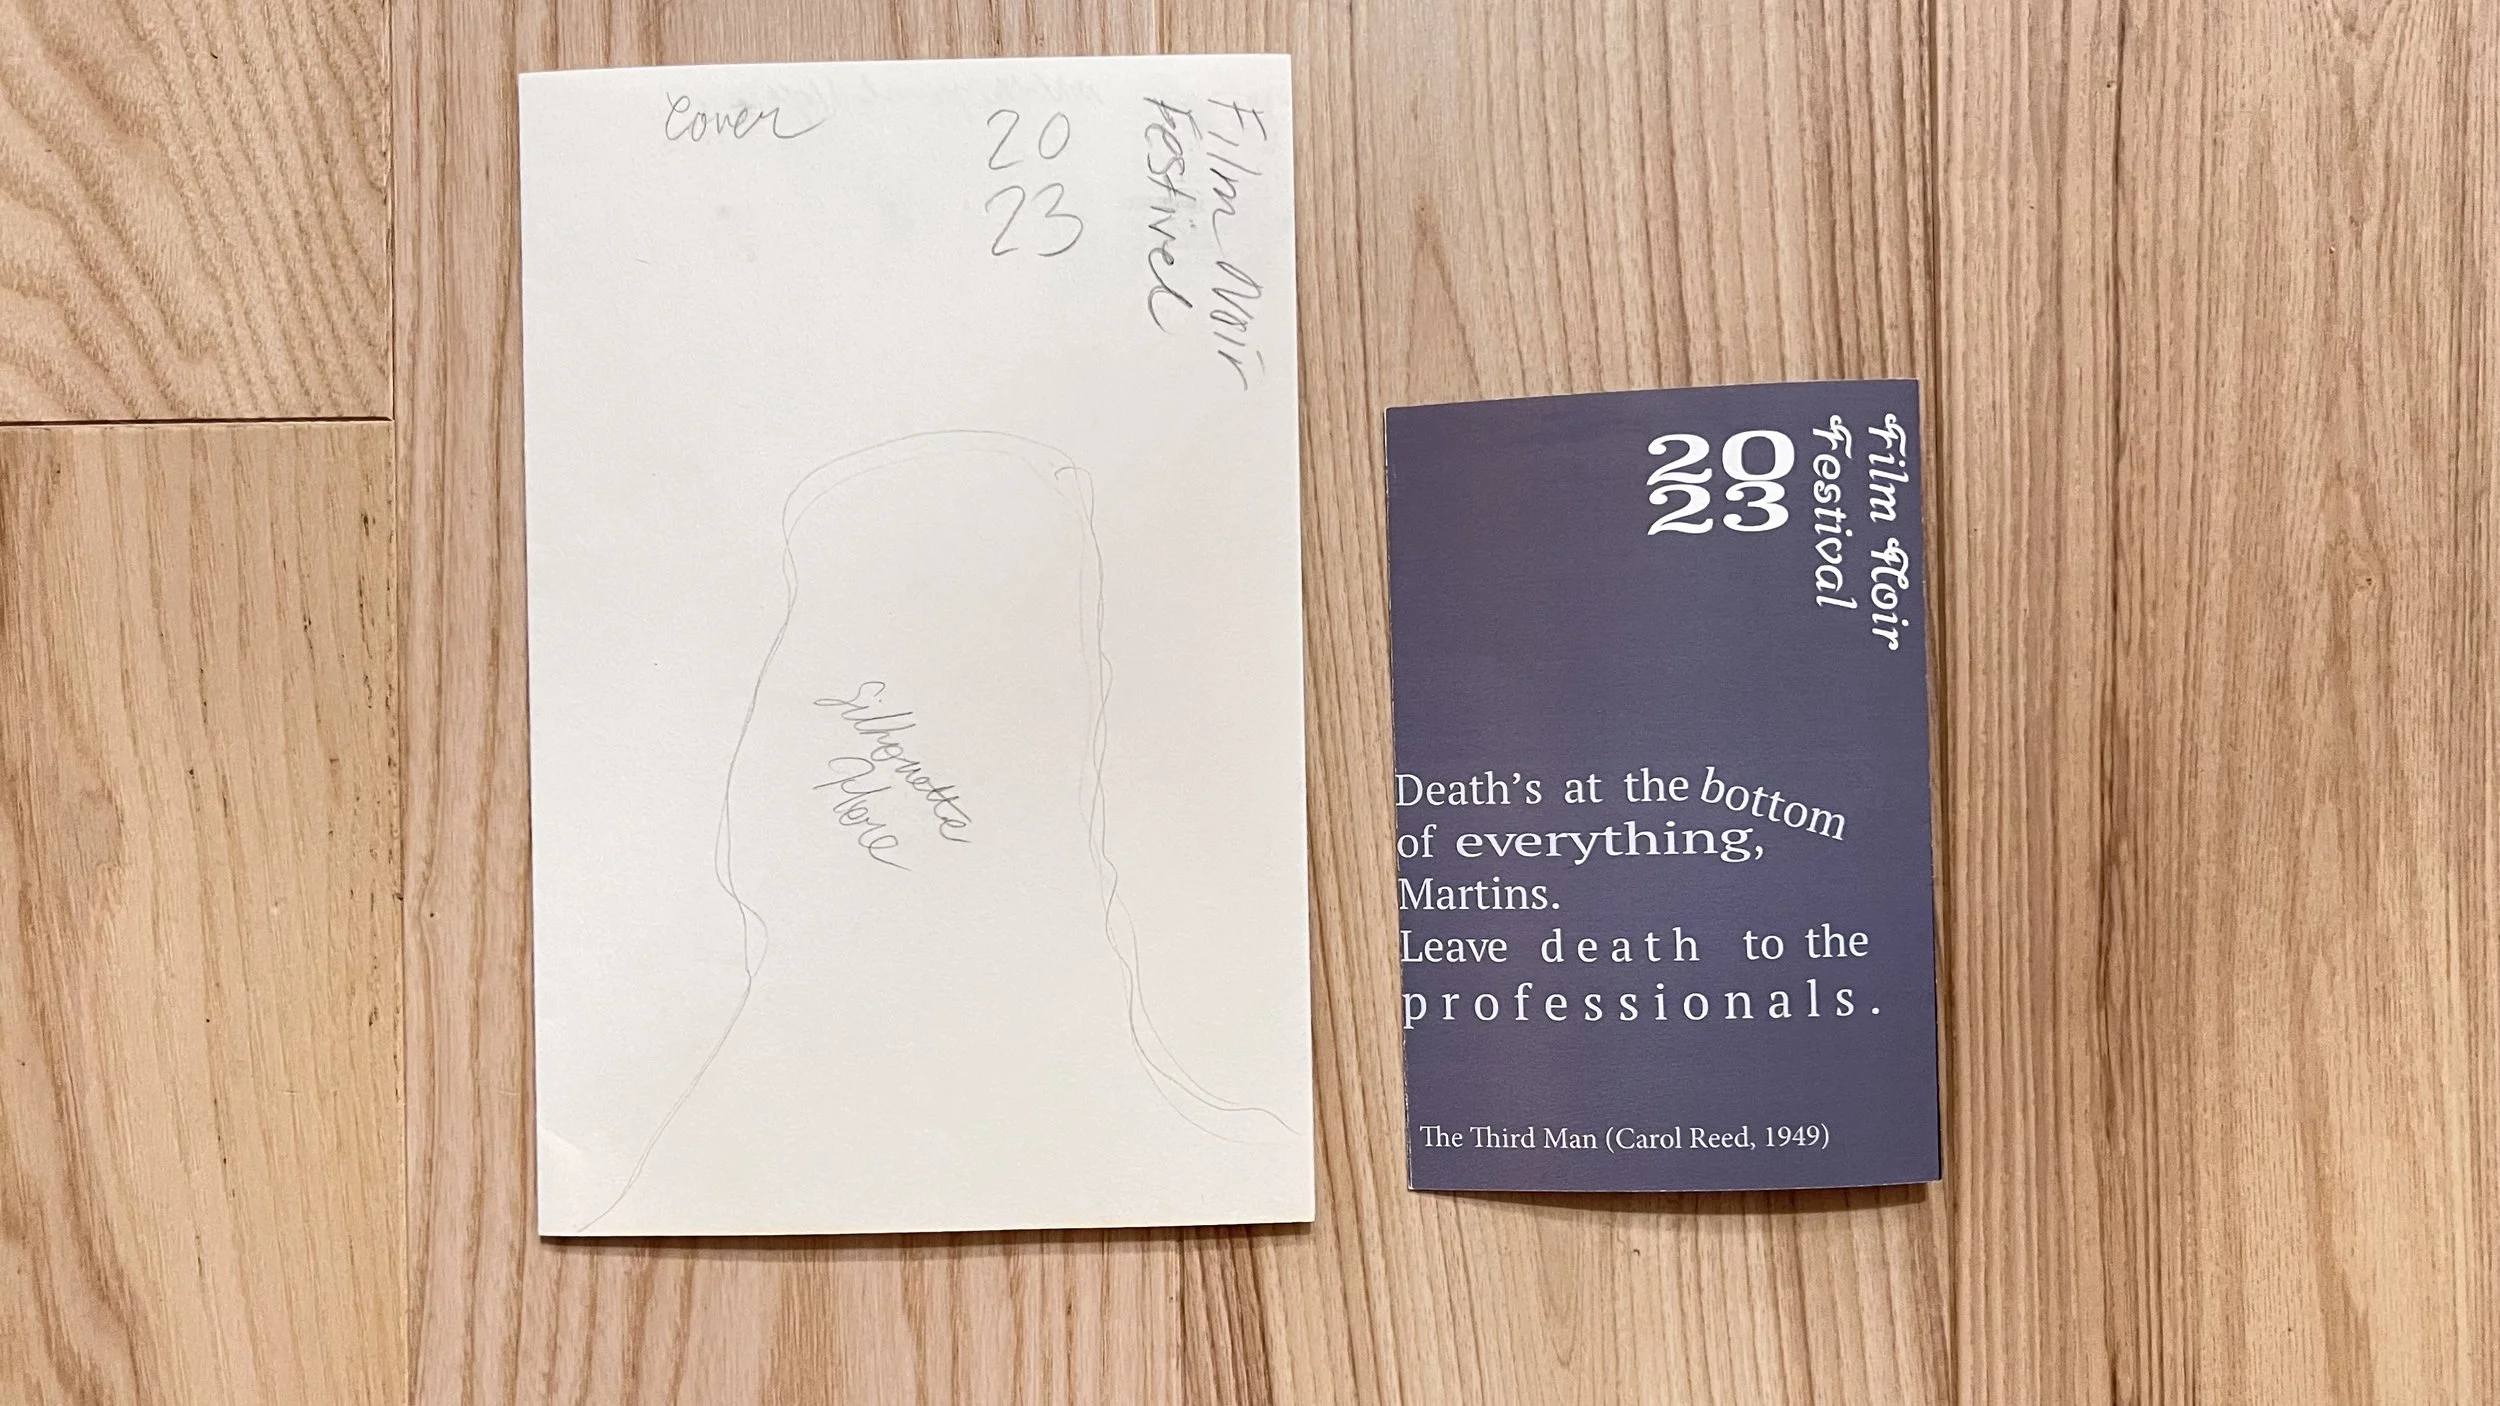 Cover
20
23
Film Noir
Festival
Silhouette
Here
20
23
Film Noir
Festival
Death's at the bottom
of everything,
Martins.
Leave death to the
professionals.
The Third Man (Carol Reed, 1949)